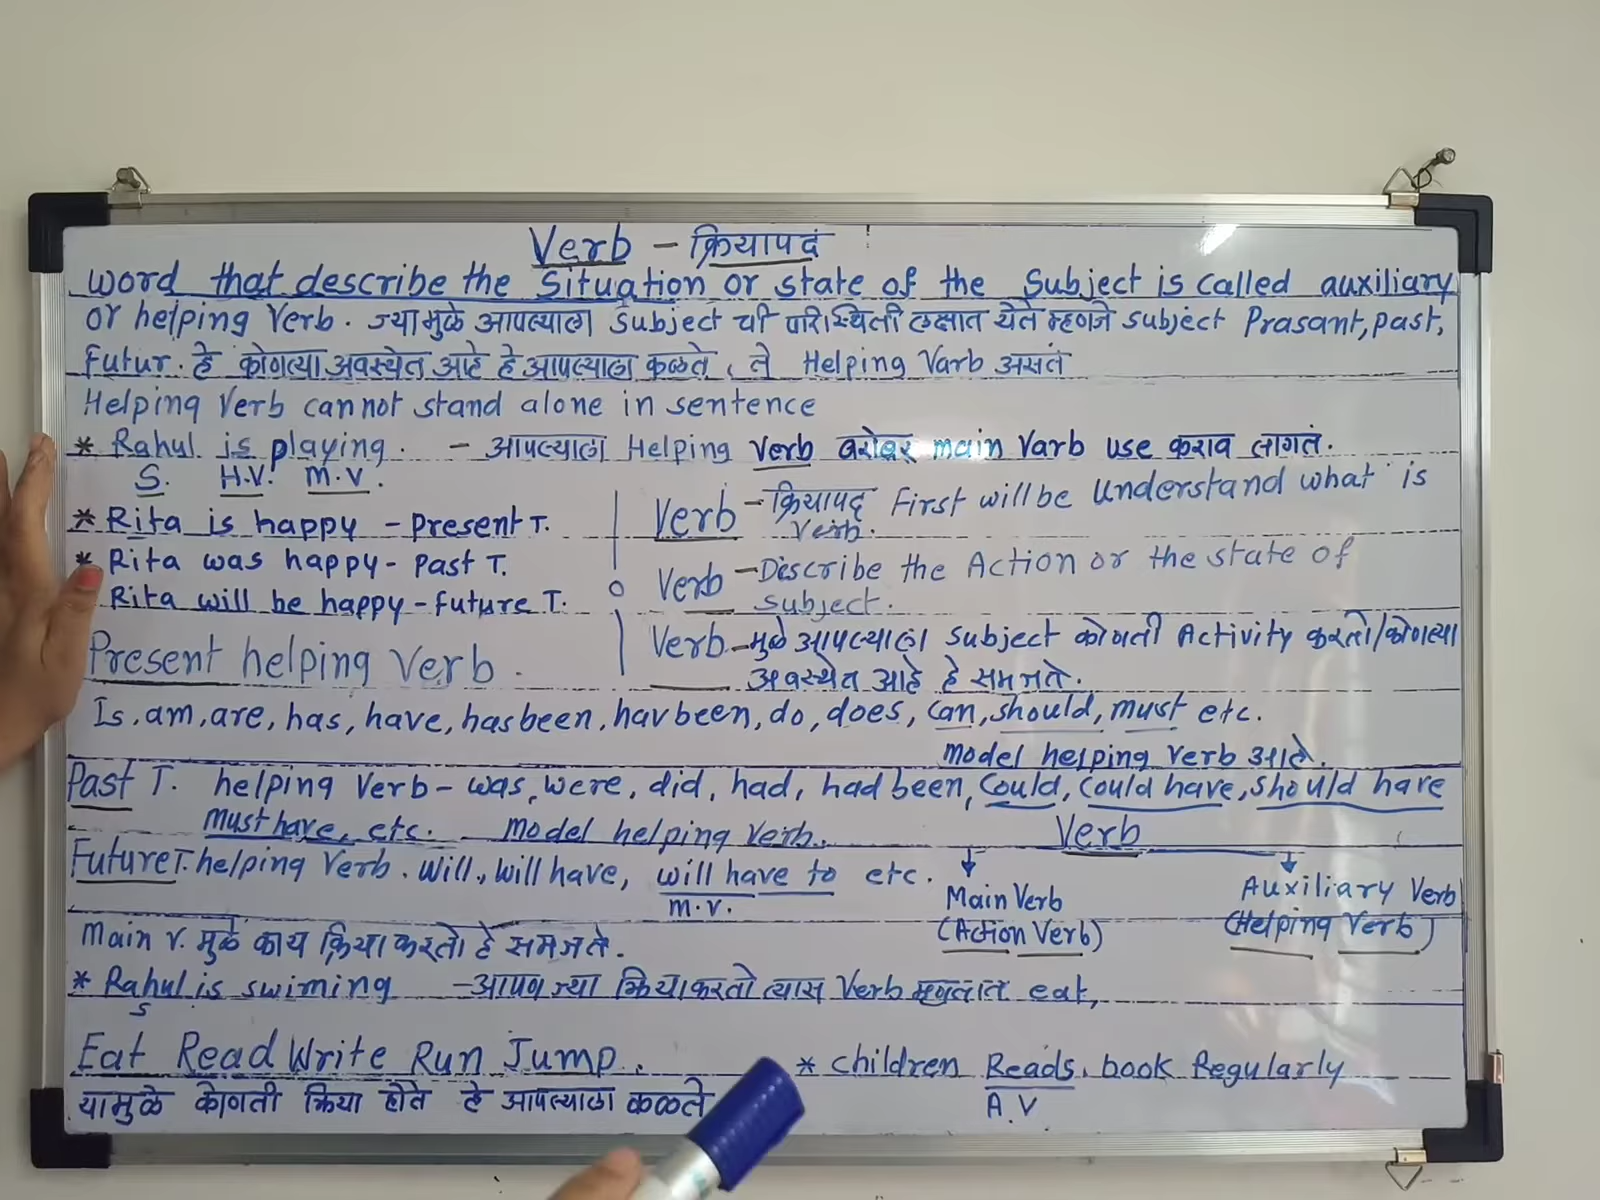 Verb - क्रियापद
word that describe the Situation or state of the Subject is called auxiliary
or helping Verb. ज्यामुळे आपल्याला Subject ची परिस्थिती लक्षात येते म्हणजे subject Prasant, past,
Futur. हे कोणत्या अवस्थेत आहे हे आपल्याला कळते, ते Helping Varb असतं
Helping Verb cannot stand alone in sentence
* Rahul is playing. - आपल्याला Helping Verb बरोबर main Varb use कराव लागतं.
S. H.V. M.V.
* Rita is happy - present T.
* Rita was happy - Past T.
Rita will be happy - future T.
Verb - क्रियापद First will be Understand what is
Verb.
Verb - Describe the Action or the state of
subject.
Verb - मुळे आपल्याला subject कोणती Activity करतो/कोणत्या
अवस्थेत आहे हे समजते.
Present helping Verb.
Is, am, are, has, have, hasbeen, havbeen, do, does, can, should, must etc.
model helping verb आहे.
Past T. helping Verb - was, were, did, had, had been, Could, Could have, should have
Must have, etc. - Model helping Verb.
Future T. helping Verb. Will, will have, will have to etc.
M.V.
Verb
Main Verb
(Action Verb)
Auxiliary Verb
(Helping Verb)
Main V. मुळे काय क्रिया करतो हे समजते.
* Rahul is swiming - आपण ज्या क्रिया करतो त्यास Verb म्हणतात eat,
S
Eat Read Write Run Jump.
यामुळे कोणती क्रिया होते हे आपल्याला कळते
* Children Reads. book Regularly
A.V